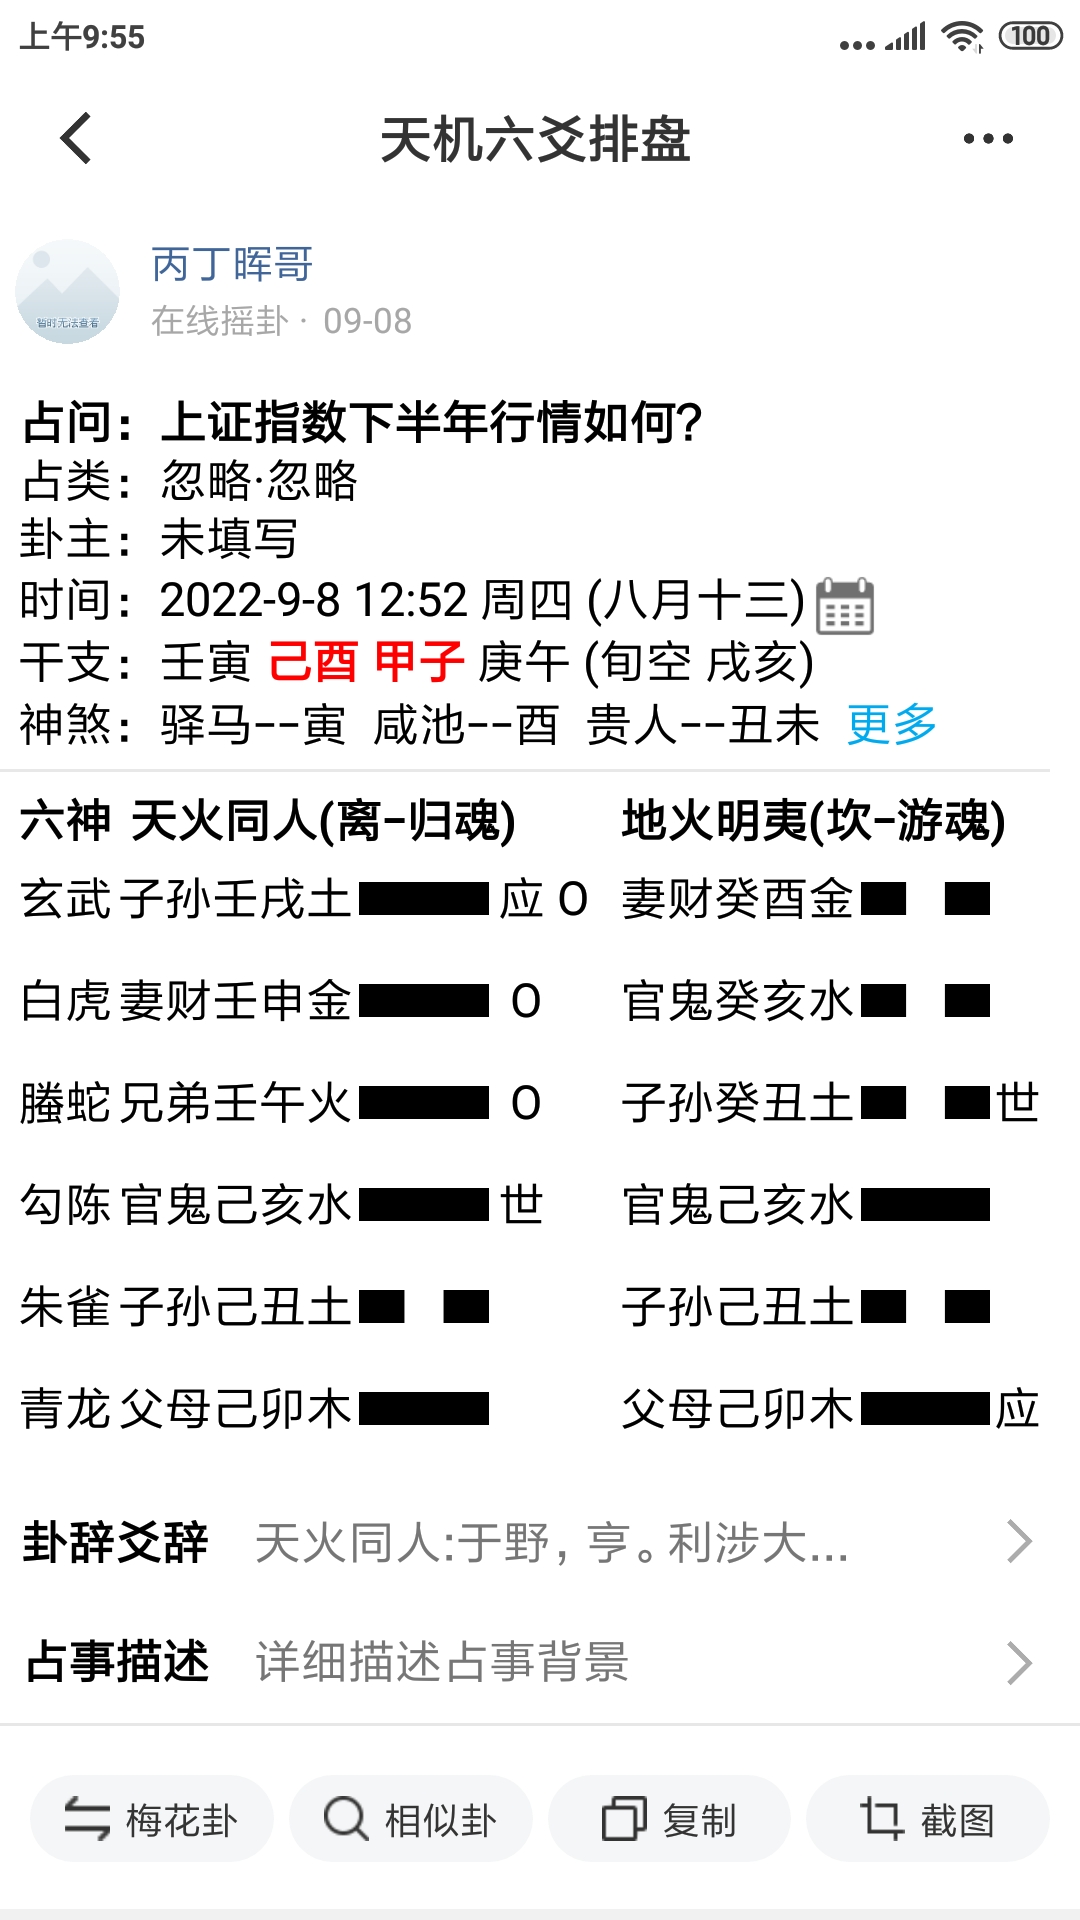 上午9:55
100
天机六爻排盘
丙丁晖哥
暂时无法查看
在线摇卦 · 09-08
占问：上证指数下半年行情如何?
占类：忽略·忽略
卦主：未填写
时间：2022-9-8 12:52 周四 (八月十三)
干支：壬寅 己酉 甲子 庚午 (旬空 戌亥)
神煞：驿马--寅 咸池--酉 贵人--丑未 更多
六神 天火同人(离-归魂) 地火明夷(坎-游魂)
玄武 子孙壬戌土 应 O 妻财癸酉金
白虎 妻财壬申金 O 官鬼癸亥水
螣蛇 兄弟壬午火 O 子孙癸丑土 世
勾陈 官鬼己亥水 世 官鬼己亥水
朱雀 子孙己丑土 子孙己丑土
青龙 父母己卯木 父母己卯木 应
卦辞爻辞 天火同人:于野，亨。利涉大...
占事描述 详细描述占事背景
梅花卦 相似卦 复制 截图